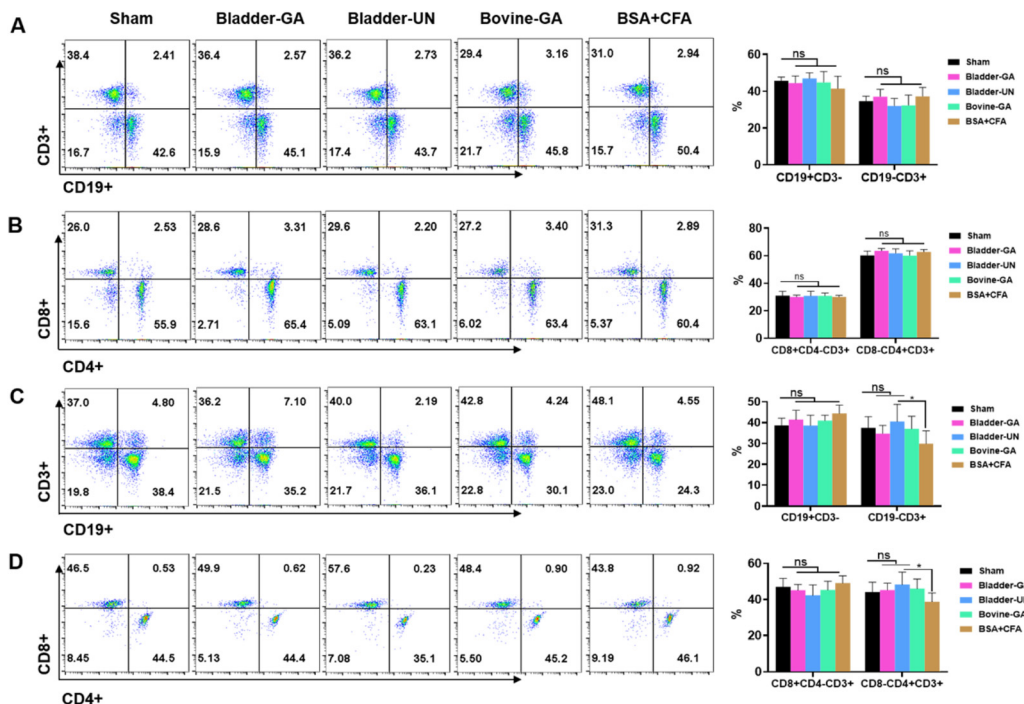 Sham Bladder-GA Bladder-UN Bovine-GA BSA+CFA
A
38.4 2.41 36.4 2.57 36.2 2.73 29.4 3.16 31.0 2.94
16.7 42.6 15.9 45.1 17.4 43.7 21.7 45.8 15.7 50.4
CD3+
CD19+
%
60
40
20
0
ns ns
CD19+CD3- CD19-CD3+
Sham
Bladder-GA
Bladder-UN
Bovine-GA
BSA+CFA
B
26.0 2.53 28.6 3.31 29.6 2.20 27.2 3.40 31.3 2.89
15.6 55.9 2.71 65.4 5.09 63.1 6.02 63.4 5.37 60.4
CD8+
CD4+
%
80
60
40
20
0
ns ns
CD8+CD4-CD3+ CD8-CD4+CD3+
Sham
Bladder-GA
Bladder-UN
Bovine-GA
BSA+CFA
C
37.0 4.80 36.2 7.10 40.0 2.19 42.8 4.24 48.1 4.55
19.8 38.4 21.5 35.2 21.7 36.1 22.8 30.1 23.0 24.3
CD3+
CD19+
%
50
40
30
20
10
0
ns ns *
CD19+CD3- CD19-CD3+
Sham
Bladder-GA
Bladder-UN
Bovine-GA
BSA+CFA
D
46.5 0.53 49.9 0.62 57.6 0.23 48.4 0.90 43.8 0.92
8.45 44.5 5.13 44.4 7.08 35.1 5.50 45.2 9.19 46.1
CD8+
CD4+
%
60
40
20
0
ns ns *
CD8+CD4-CD3+ CD8-CD4+CD3+
Sham
Bladder-GA
Bladder-UN
Bovine-GA
BSA+CFA